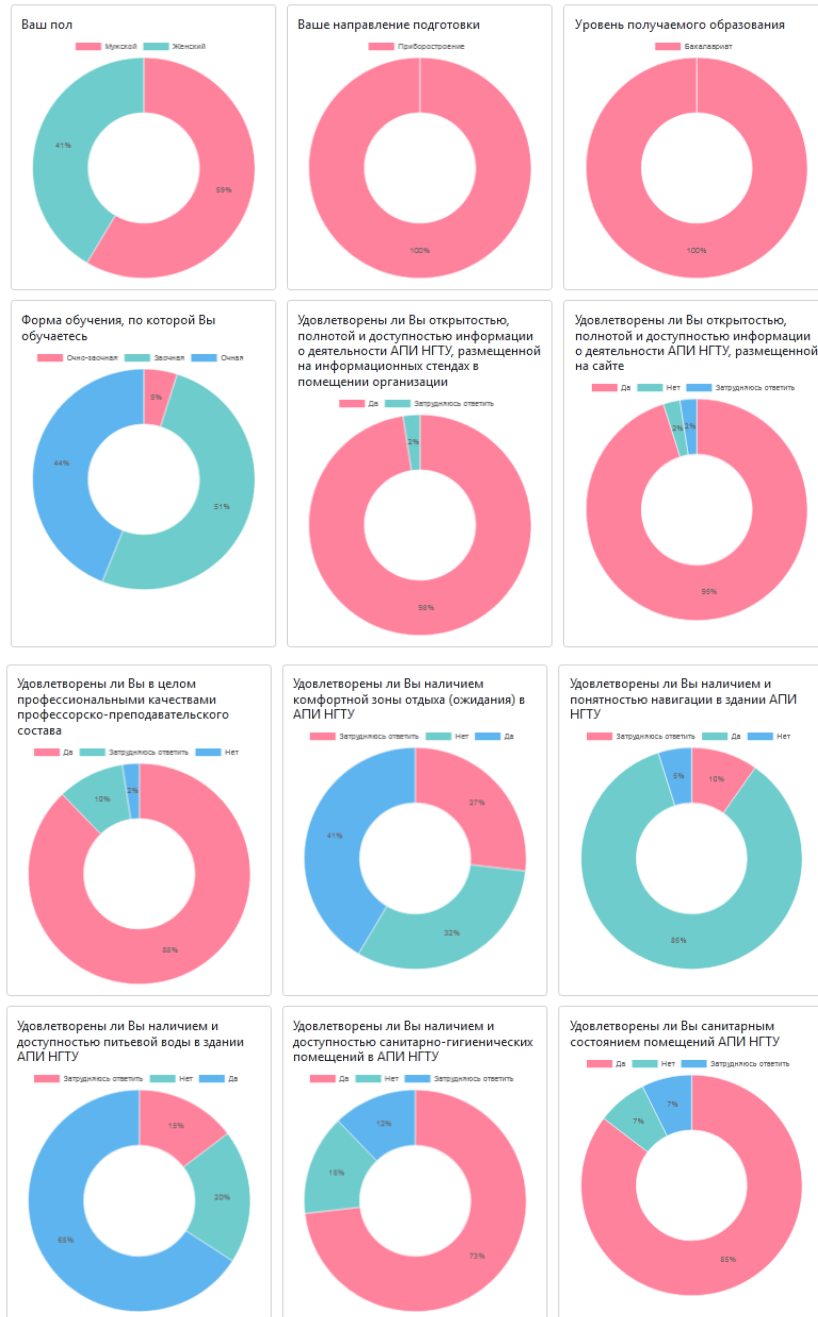 Ваш пол
Мужской Женский
41%
59%
Ваше направление подготовки
Приборостроение
100%
Уровень получаемого образования
Бакалавриат
100%
Форма обучения, по которой Вы
обучаетесь
Очно-заочная Заочная Очная
5%
44%
51%
Удовлетворены ли Вы открытостью,
полнотой и доступностью информации
о деятельности АПИ НГТУ, размещенной
на информационных стендах в
помещении организации
Да Затрудняюсь ответить
2%
98%
Удовлетворены ли Вы открытостью,
полнотой и доступностью информации
о деятельности АПИ НГТУ, размещенной
на сайте
Да Нет Затрудняюсь ответить
2% 2%
95%
Удовлетворены ли Вы в целом
профессиональными качествами
профессорско-преподавательского
состава
Да Затрудняюсь ответить Нет
10% 2%
88%
Удовлетворены ли Вы наличием
комфортной зоны отдыха (ожидания) в
АПИ НГТУ
Затрудняюсь ответить Нет Да
27%
41%
32%
Удовлетворены ли Вы наличием и
понятностью навигации в здании АПИ
НГТУ
Затрудняюсь ответить Да Нет
5% 10%
85%
Удовлетворены ли Вы наличием и
доступностью питьевой воды в здании
АПИ НГТУ
Затрудняюсь ответить Нет Да
15%
20%
65%
Удовлетворены ли Вы наличием и
доступностью санитарно-гигиенических
помещений в АПИ НГТУ
Да Нет Затрудняюсь ответить
12%
15%
73%
Удовлетворены ли Вы санитарным
состоянием помещений АПИ НГТУ
Да Нет Затрудняюсь ответить
7%
7%
85%